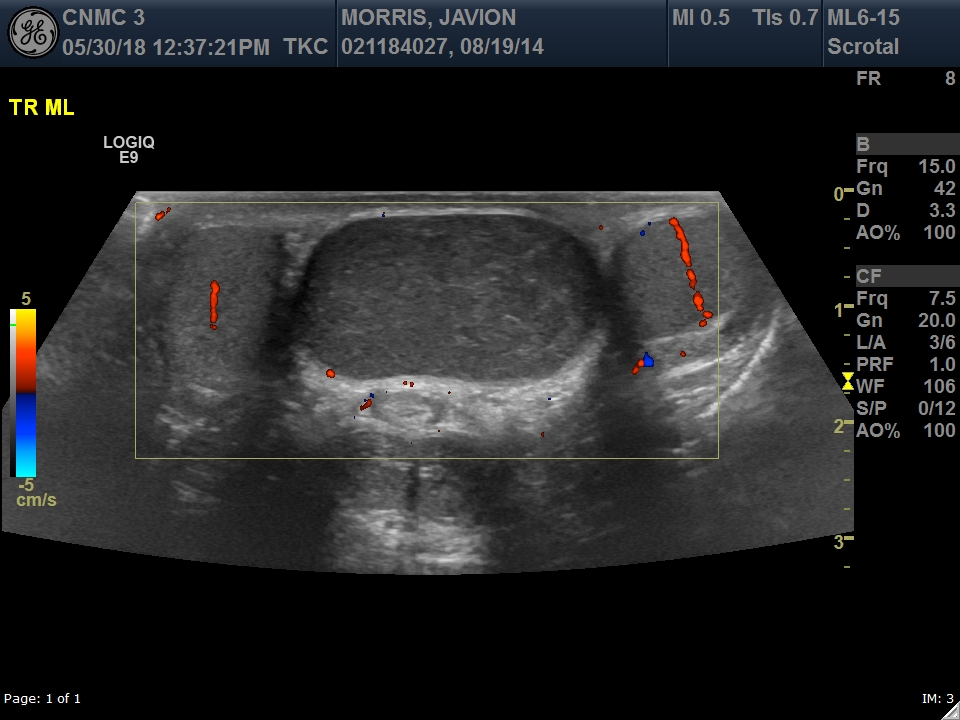 CNMC 3
05/30/18 12:37:21PM TKC
MORRIS, JAVION
021184027, 08/19/14
MI 0.5 TIs 0.7
ML6-15
Scrotal
TR ML
LOGIQ
E9
FR 8
B
Frq 15.0
Gn 42
D 3.3
AO% 100
CF
Frq 7.5
Gn 20.0
L/A 3/6
PRF 1.0
WF 106
S/P 0/12
AO% 100
0
1
2
3
5
-5
cm/s
Page: 1 of 1
IM: 3